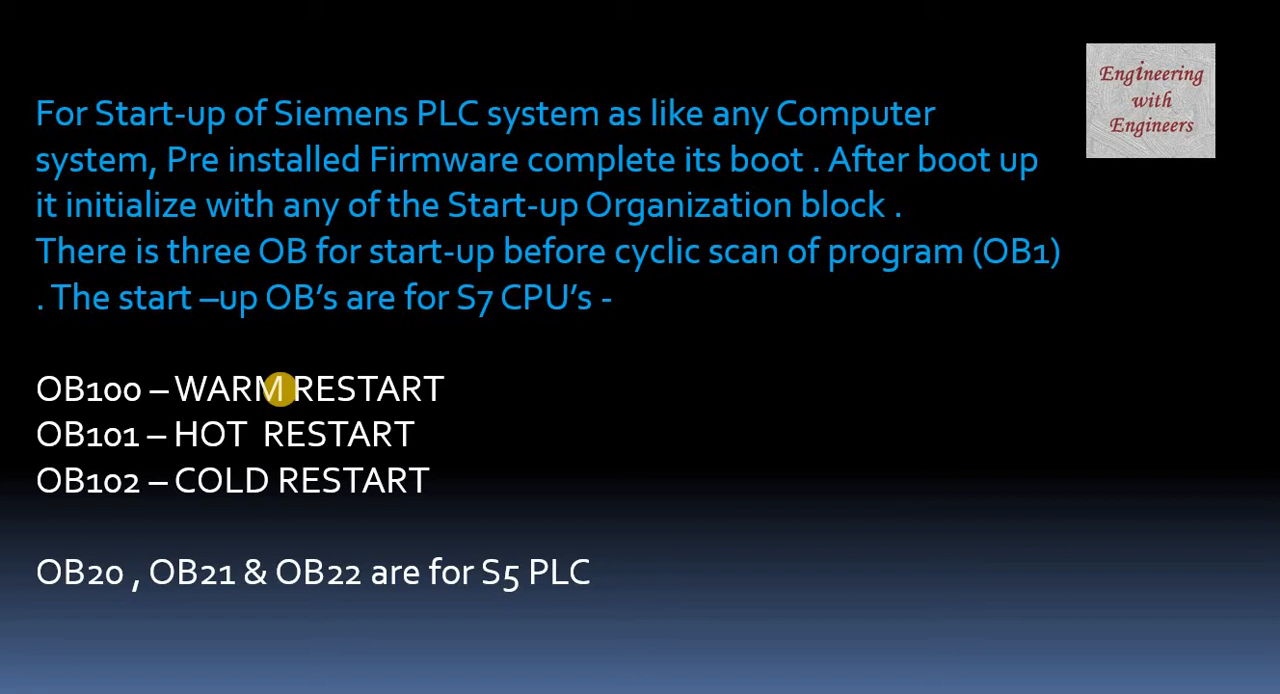 Engineering
with
Engineers
For Start-up of Siemens PLC system as like any Computer
system, Pre installed Firmware complete its boot . After boot up
it initialize with any of the Start-up Organization block .
There is three OB for start-up before cyclic scan of program (OB1)
. The start –up OB’s are for S7 CPU’s -
OB100 – WARM RESTART
OB101 – HOT  RESTART
OB102 – COLD RESTART
OB20 , OB21 & OB22 are for S5 PLC